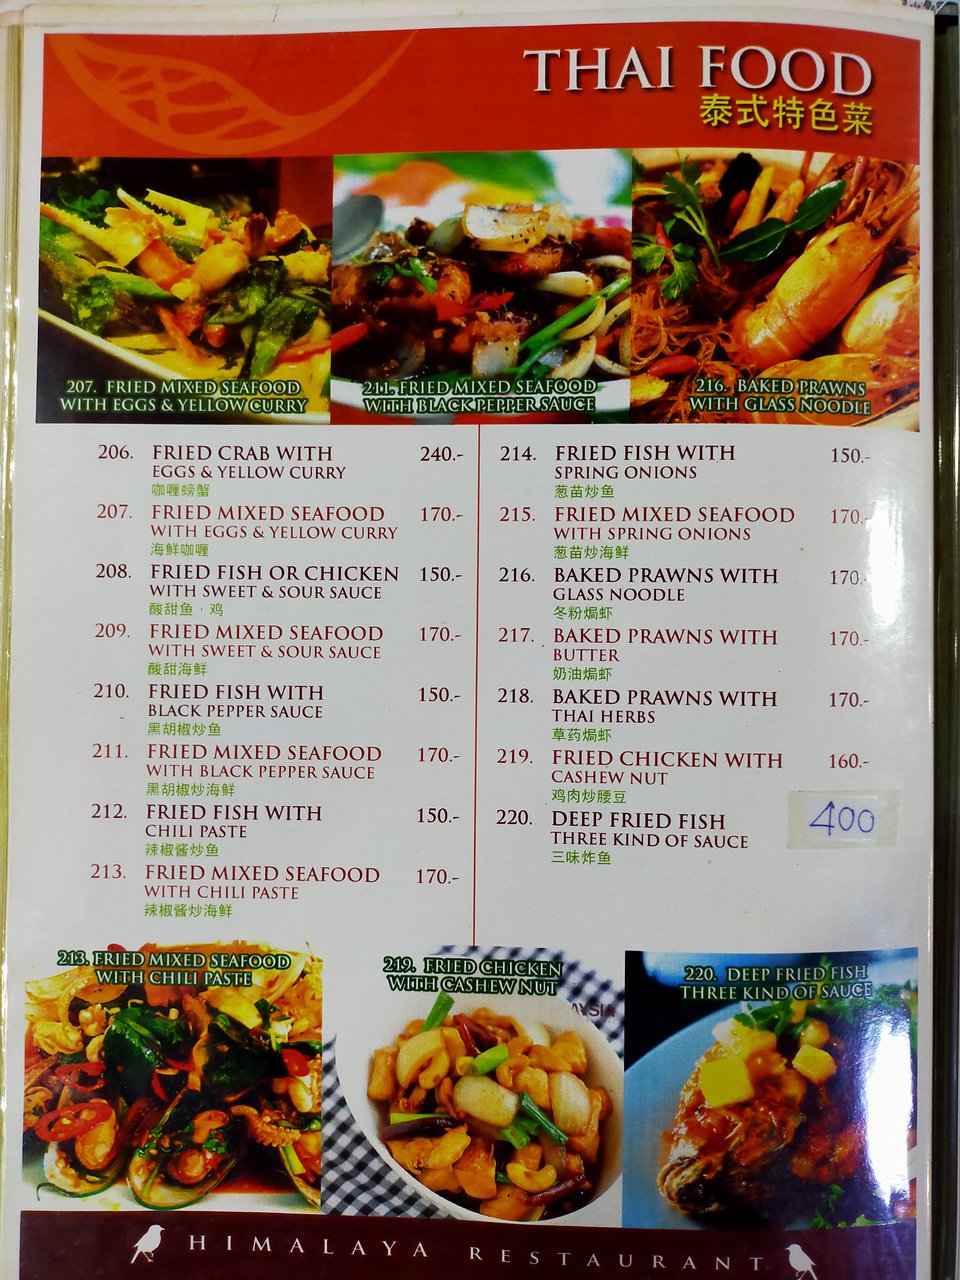 THAI FOOD
泰式特色菜
207. FRIED MIXED SEAFOOD
WITH EGGS & YELLOW CURRY
211. FRIED MIXED SEAFOOD
WITH BLACK PEPPER SAUCE
216. BAKED PRAWNS
WITH GLASS NOODLE
206. FRIED CRAB WITH 240.-
EGGS & YELLOW CURRY
咖喱螃蟹
207. FRIED MIXED SEAFOOD 170.-
WITH EGGS & YELLOW CURRY
海鲜咖喱
208. FRIED FISH OR CHICKEN 150.-
WITH SWEET & SOUR SAUCE
酸甜鱼，鸡
209. FRIED MIXED SEAFOOD 170.-
WITH SWEET & SOUR SAUCE
酸甜海鲜
210. FRIED FISH WITH 150.-
BLACK PEPPER SAUCE
黑胡椒炒鱼
211. FRIED MIXED SEAFOOD 170.-
WITH BLACK PEPPER SAUCE
黑胡椒炒海鲜
212. FRIED FISH WITH 150.-
CHILI PASTE
辣椒酱炒鱼
213. FRIED MIXED SEAFOOD 170.-
WITH CHILI PASTE
辣椒酱炒海鲜
214. FRIED FISH WITH 150.-
SPRING ONIONS
葱苗炒鱼
215. FRIED MIXED SEAFOOD 170.-
WITH SPRING ONIONS
葱苗炒海鲜
216. BAKED PRAWNS WITH 170.-
GLASS NOODLE
冬粉焗虾
217. BAKED PRAWNS WITH 170.-
BUTTER
奶油焗虾
218. BAKED PRAWNS WITH 170.-
THAI HERBS
草药焗虾
219. FRIED CHICKEN WITH 160.-
CASHEW NUT
鸡肉炒腰豆
220. DEEP FRIED FISH 400
THREE KIND OF SAUCE
三味炸鱼
213. FRIED MIXED SEAFOOD
WITH CHILI PASTE
219. FRIED CHICKEN
WITH CASHEW NUT
AYSIA
220. DEEP FRIED FISH
THREE KIND OF SAUCE
HIMALAYA RESTAURANT